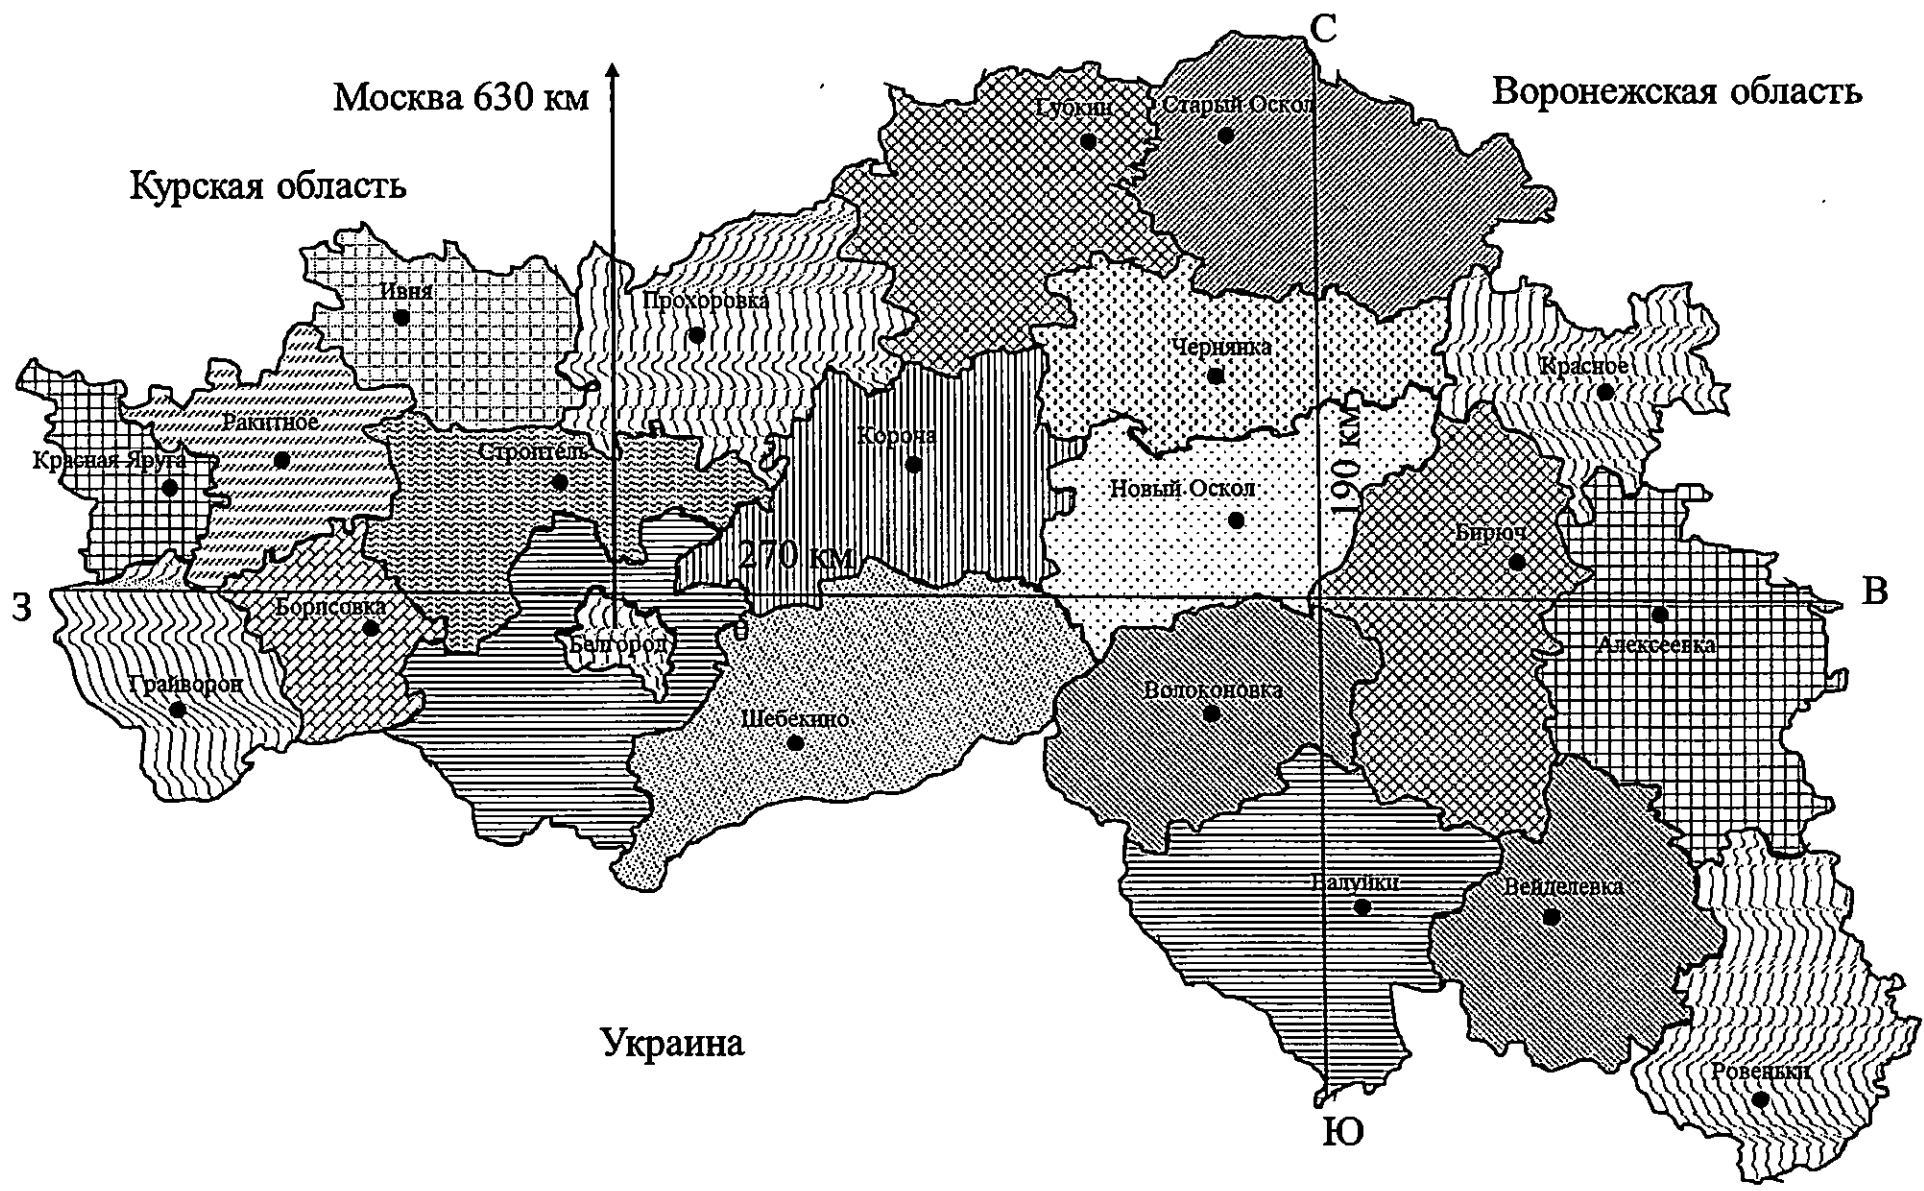 С
Москва 630 км
Воронежская область
Губкин
Старый Оскол
Курская область
Ивня
Прохоровка
Чернянка
Красное
190 км
Ракитное
Короча
Строитель
Красная Яруга
Новый Оскол
Бирюч
270 км
З
В
Борисовка
Белгород
Алексеевка
Грайворон
Волоконовка
Шебекино
Валуйки
Вейделевка
Украина
Ровеньки
Ю